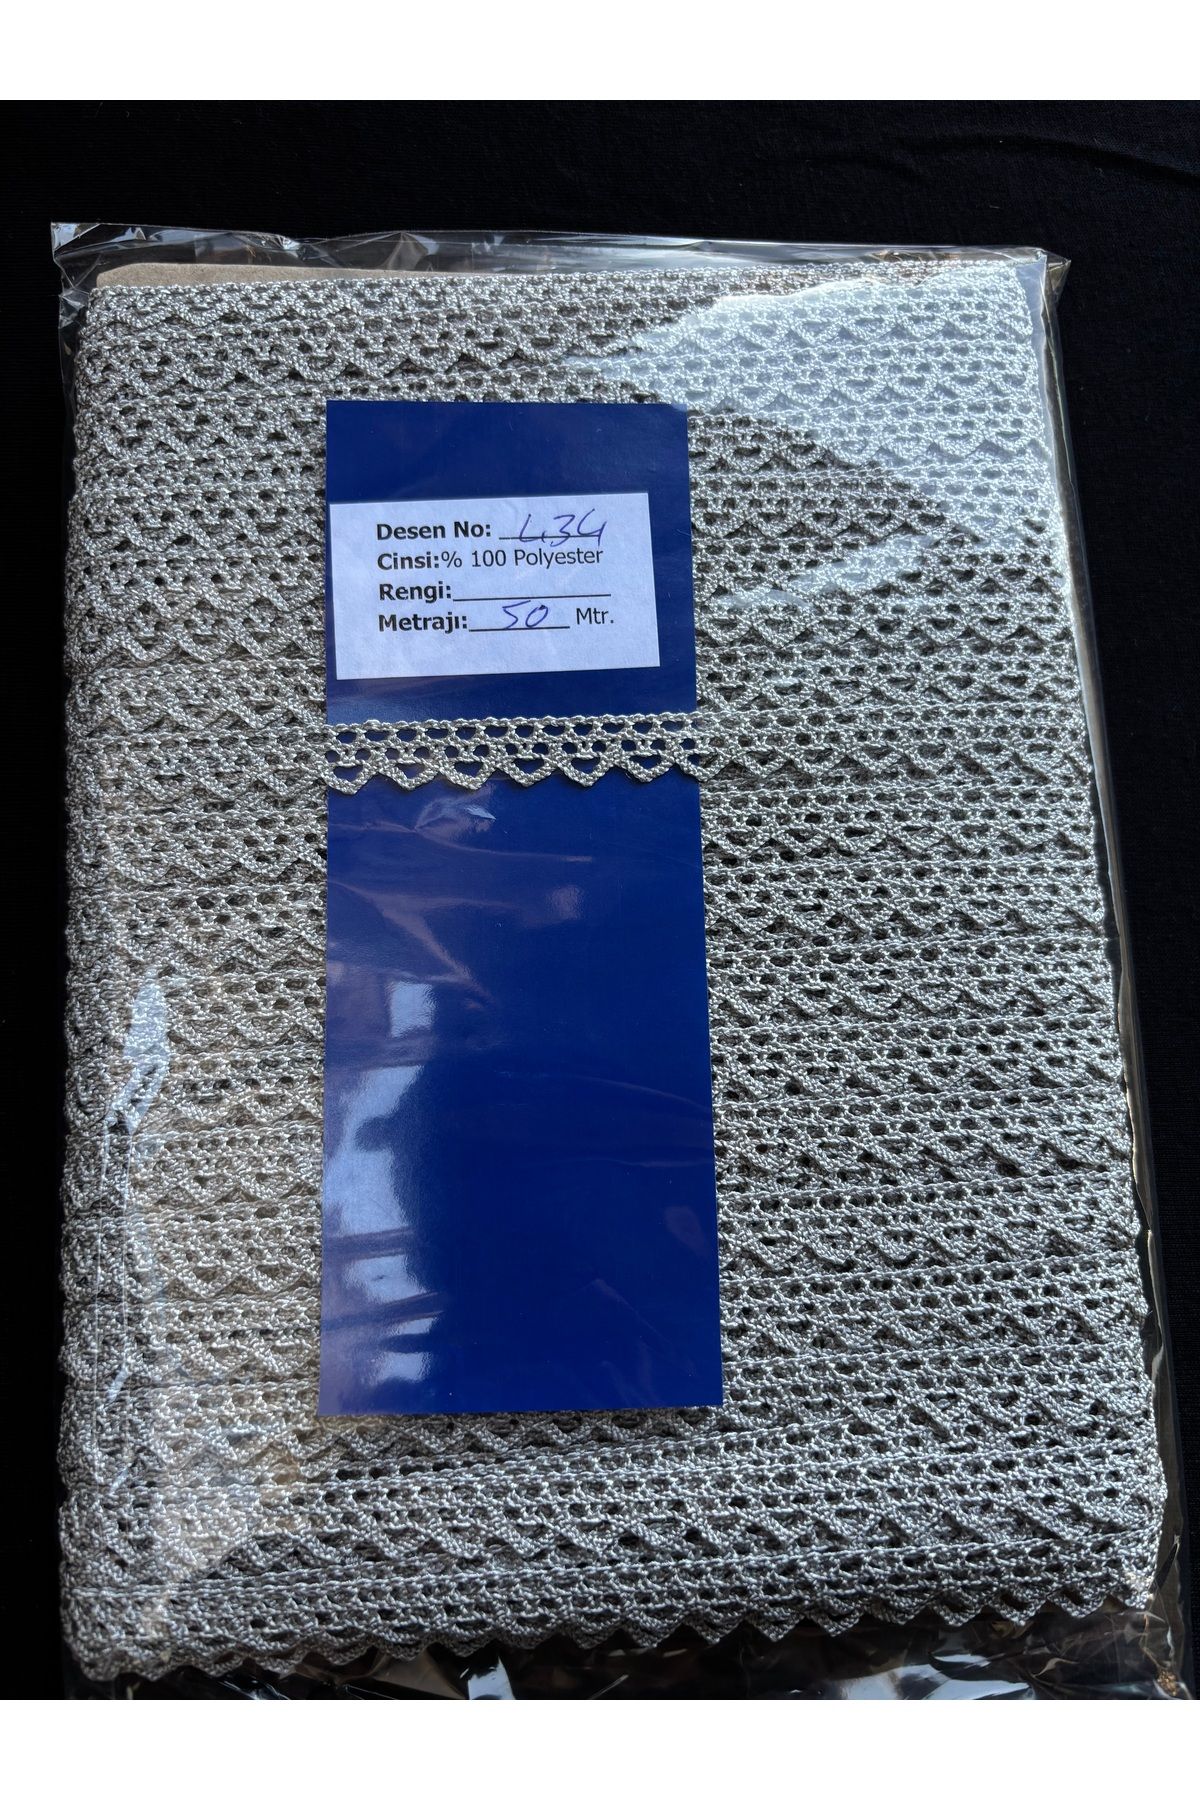 Desen No: 434
Cinsi:% 100 Polyester
Rengi:
Metrajı: 50 Mtr.